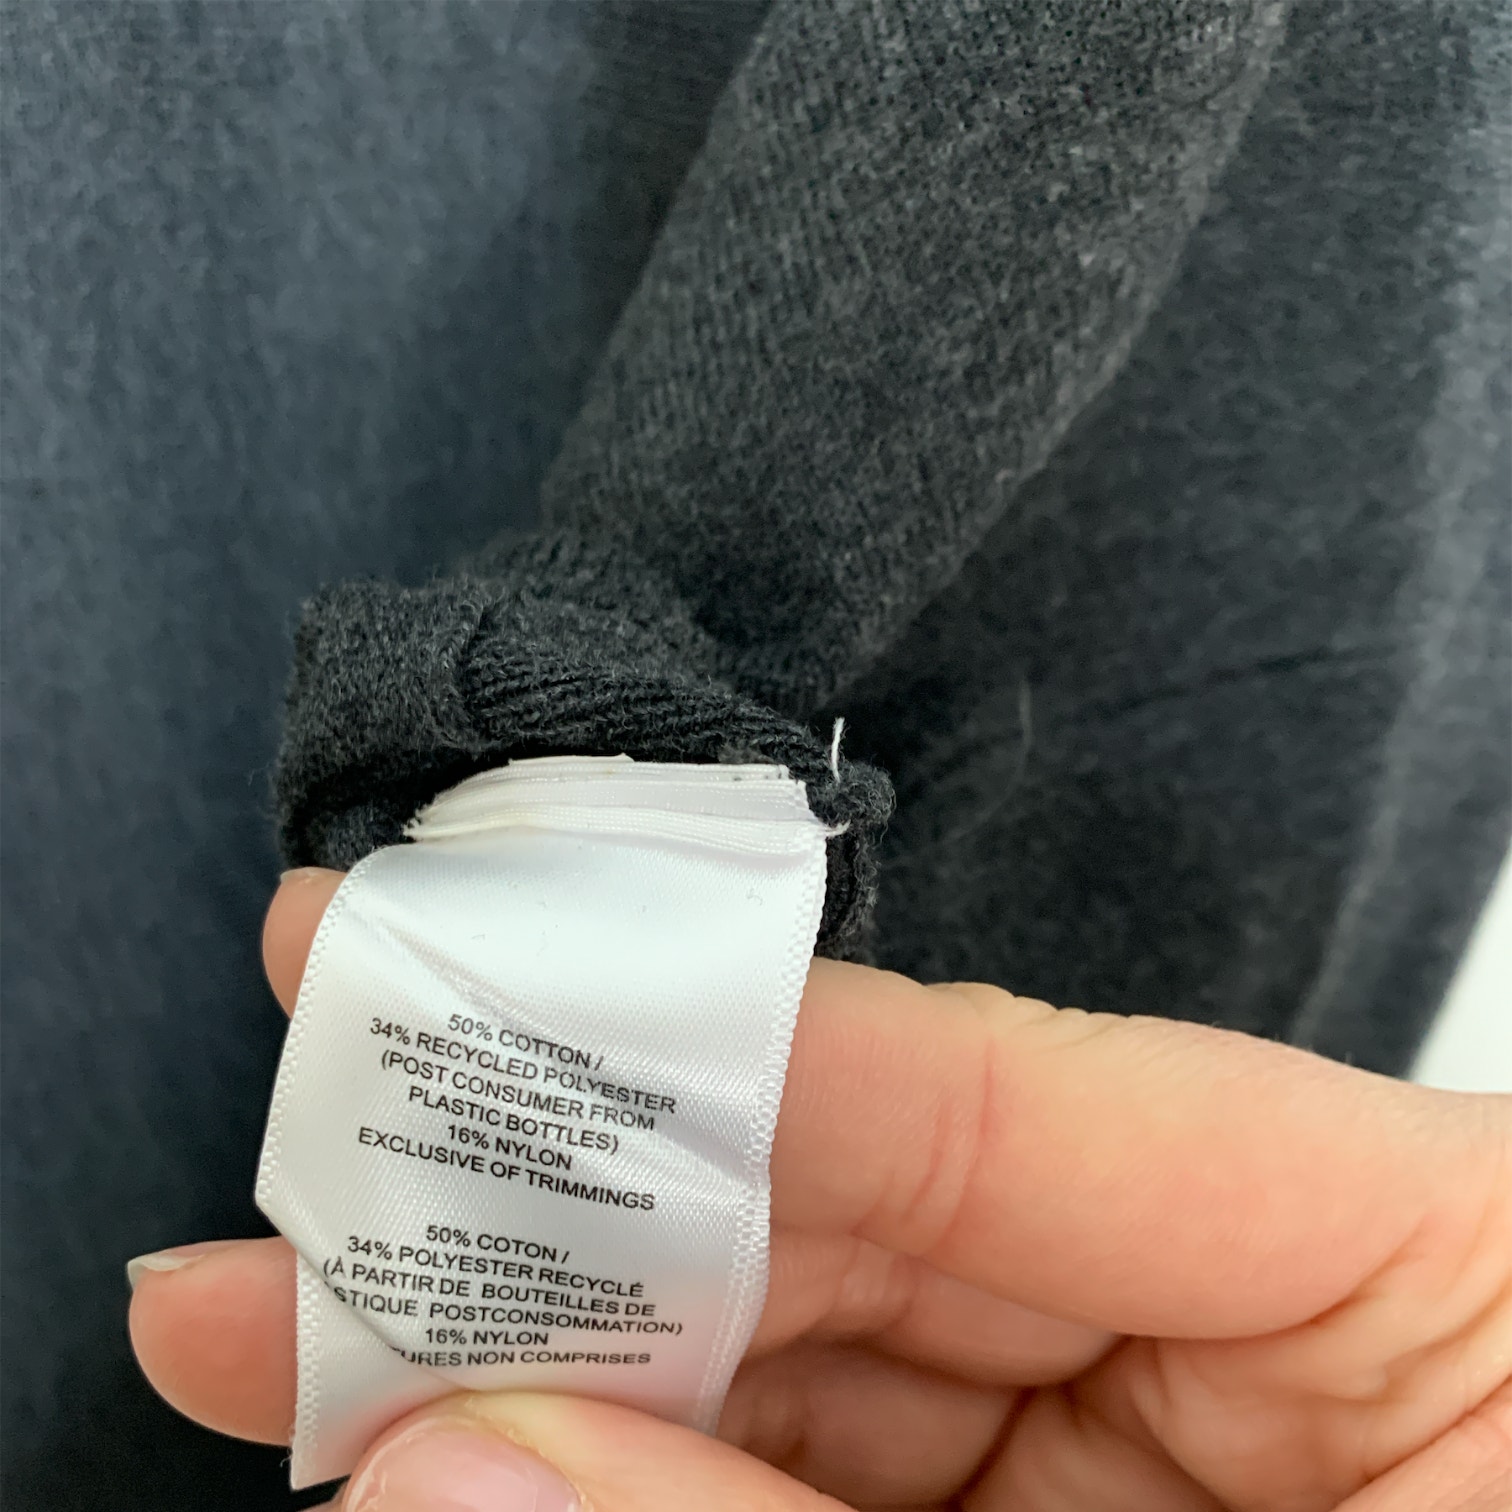 50% COTTON /
34% RECYCLED POLYESTER
(POST CONSUMER FROM
PLASTIC BOTTLES)
16% NYLON
EXCLUSIVE OF TRIMMINGS
50% COTON /
34% POLYESTER RECYCLÉ
(À PARTIR DE BOUTEILLES DE
POSTCONSOMMATION)
16% NYLON
NON COMPRISES